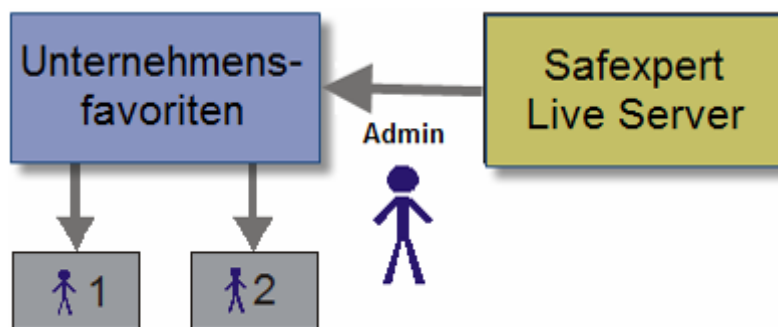 Unternehmens-
favoriten
Safexpert
Live Server
Admin
1
2